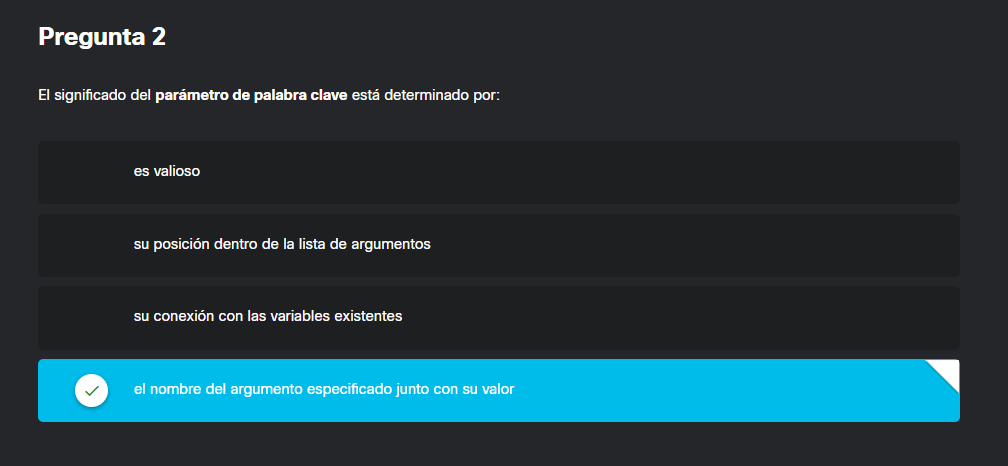 Pregunta 2
El significado del parámetro de palabra clave está determinado por:
es valioso
su posición dentro de la lista de argumentos
su conexión con las variables existentes
el nombre del argumento especificado junto con su valor